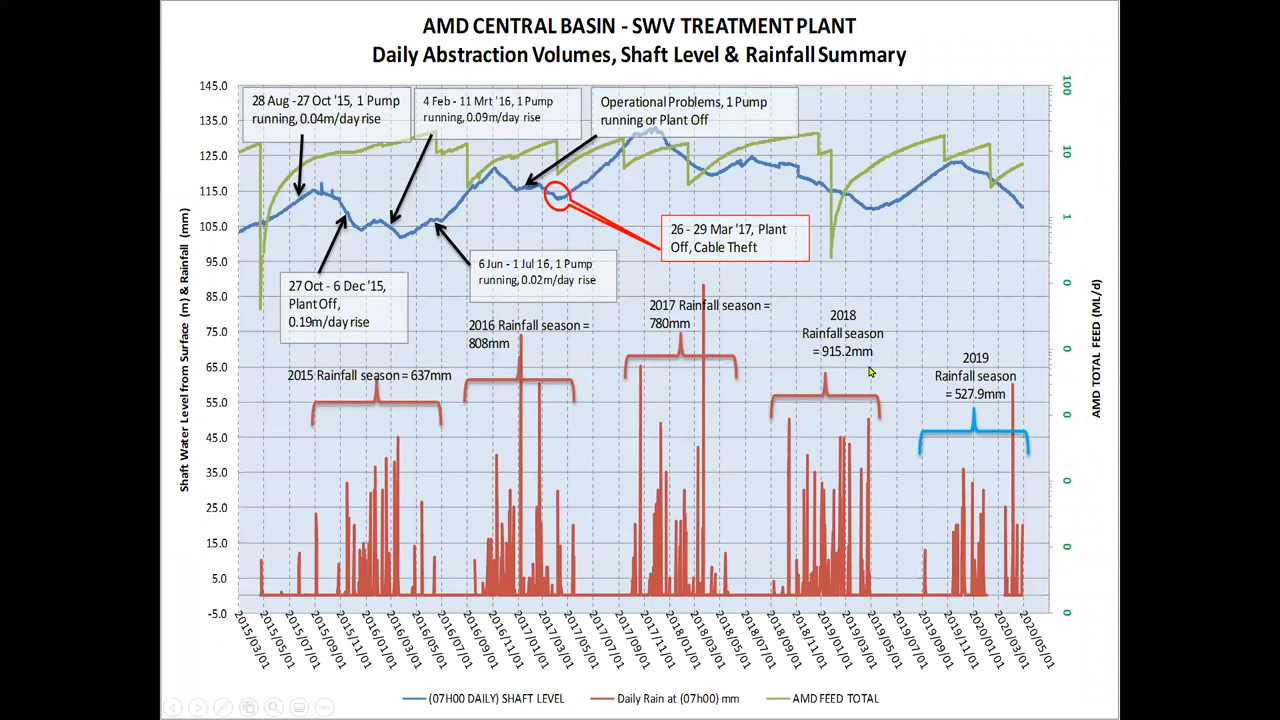 AMD CENTRAL BASIN - SWV TREATMENT PLANT
Daily Abstraction Volumes, Shaft Level & Rainfall Summary
145.0
135.0
125.0
115.0
105.0
95.0
85.0
75.0
65.0
55.0
45.0
35.0
25.0
15.0
5.0
-5.0
Shaft Water Level from Surface (m) & Rainfall (mm)
28 Aug -27 Oct '15, 1 Pump
running, 0.04m/day rise
4 Feb - 11 Mrt '16, 1 Pump
running, 0.09m/day rise
Operational Problems, 1 Pump
running or Plant Off
26 - 29 Mar '17, Plant
Off, Cable Theft
6 Jun - 1 Jul 16, 1 Pump
running, 0.02m/day rise
27 Oct - 6 Dec '15,
Plant Off,
0.19m/day rise
2015 Rainfall season = 637mm
2016 Rainfall season =
808mm
2017 Rainfall season =
780mm
2018
Rainfall season
= 915.2mm
2019
Rainfall season
= 527.9mm
100
10
1
0
0
0
0
0
0
AMD TOTAL FEED (ML/d)
2015/03/01
2015/05/01
2015/07/01
2015/09/01
2015/11/01
2016/01/01
2016/03/01
2016/05/01
2016/07/01
2016/09/01
2016/11/01
2017/01/01
2017/03/01
2017/05/01
2017/07/01
2017/09/01
2017/11/01
2018/01/01
2018/03/01
2018/05/01
2018/07/01
2018/09/01
2018/11/01
2019/01/01
2019/03/01
2019/05/01
2019/07/01
2019/09/01
2019/11/01
2020/01/01
2020/03/01
2020/05/01
(07H00 DAILY) SHAFT LEVEL
Daily Rain at (07h00) mm
AMD FEED TOTAL